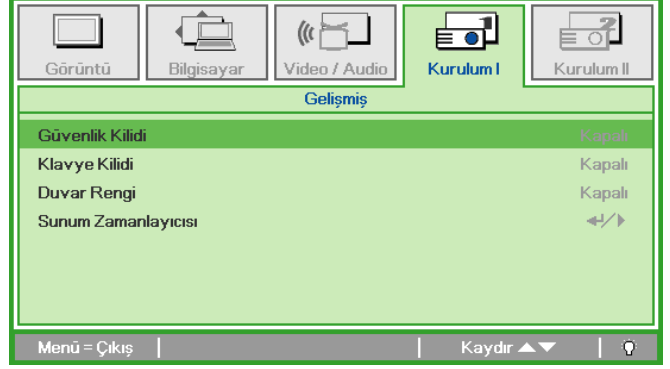 Görüntü Bilgisayar Video / Audio Kurulum I Kurulum II
Gelişmiş
Güvenlik Kilidi Kapalı
Klavye Kilidi Kapalı
Duvar Rengi Kapalı
Sunum Zamanlayıcısı
Menü = Çıkış Kaydır